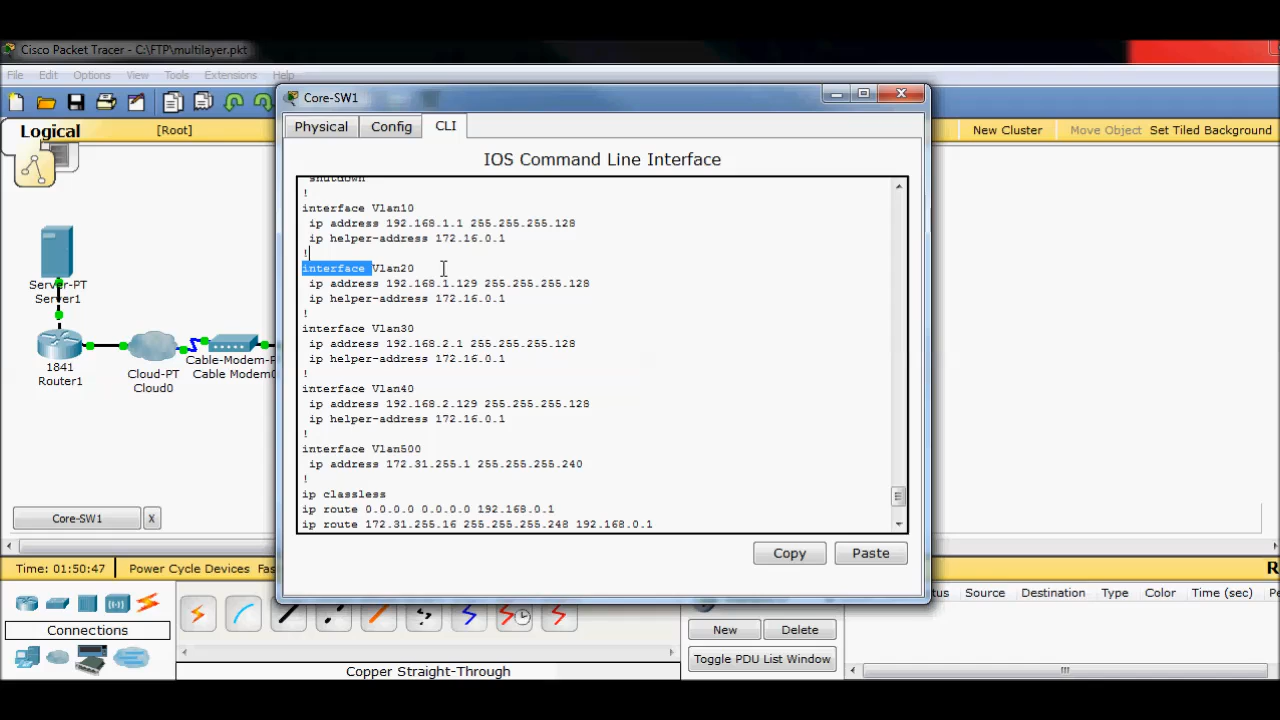 Cisco Packet Tracer - C:\FTP\multilayer.pkt
File Edit Options View Tools Extensions Help
Logical
[Root]
New Cluster
Move Object
Set Tiled Background
Server-PT
Server1
1841
Router1
Cloud-PT
Cloud0
Cable-Modem-P
Cable Modem0
Core-SW1
Physical
Config
CLI
IOS Command Line Interface
shutdown
!
interface Vlan10
ip address 192.168.1.1 255.255.255.128
ip helper-address 172.16.0.1
!
interface Vlan20
ip address 192.168.1.129 255.255.255.128
ip helper-address 172.16.0.1
!
interface Vlan30
ip address 192.168.2.1 255.255.255.128
ip helper-address 172.16.0.1
!
interface Vlan40
ip address 192.168.2.129 255.255.255.128
ip helper-address 172.16.0.1
!
interface Vlan500
ip address 172.31.255.1 255.255.255.240
!
ip classless
ip route 0.0.0.0 0.0.0.0 192.168.0.1
ip route 172.31.255.16 255.255.255.248 192.168.0.1
Copy
Paste
Core-SW1
X
Time: 01:50:47
Power Cycle Devices Fas
R
Connections
Copper Straight-Through
New
Delete
Toggle PDU List Window
tus Source Destination Type Color Time (sec) Pe